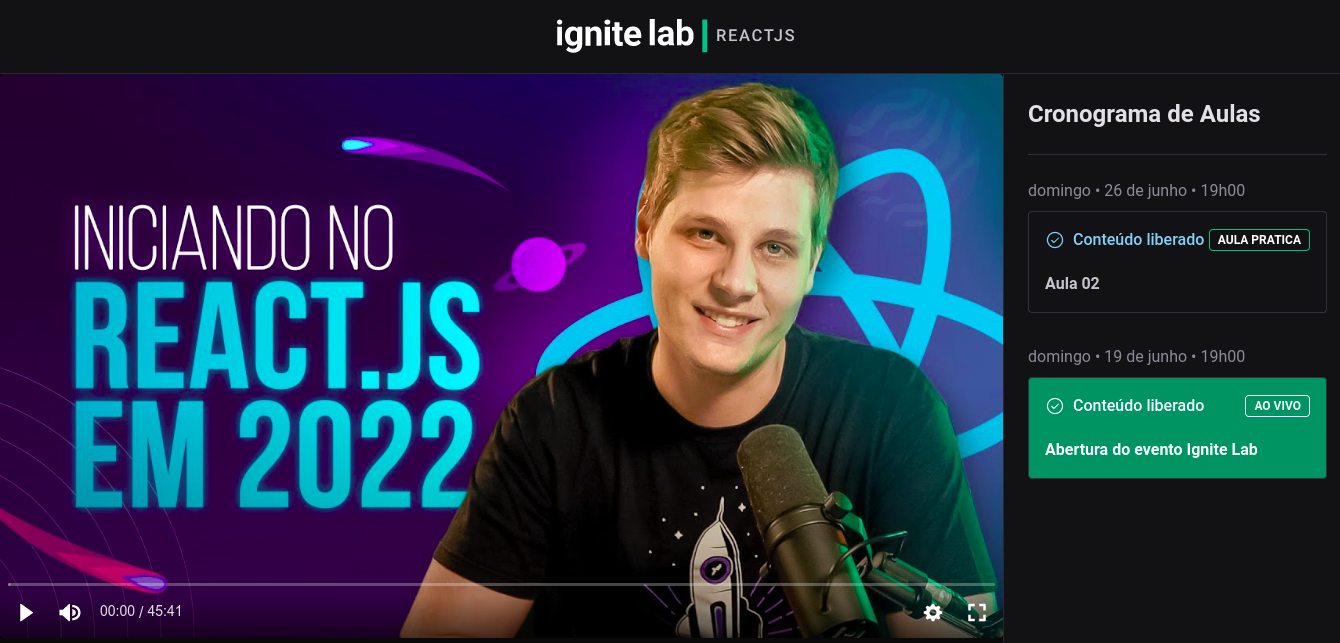 ignite lab | REACTJS
INICIANDO NO
REACT.JS
EM 2022
00:00 / 45:41
Cronograma de Aulas
domingo • 26 de junho • 19h00
Conteúdo liberado AULA PRATICA
Aula 02
domingo • 19 de junho • 19h00
Conteúdo liberado AO VIVO
Abertura do evento Ignite Lab